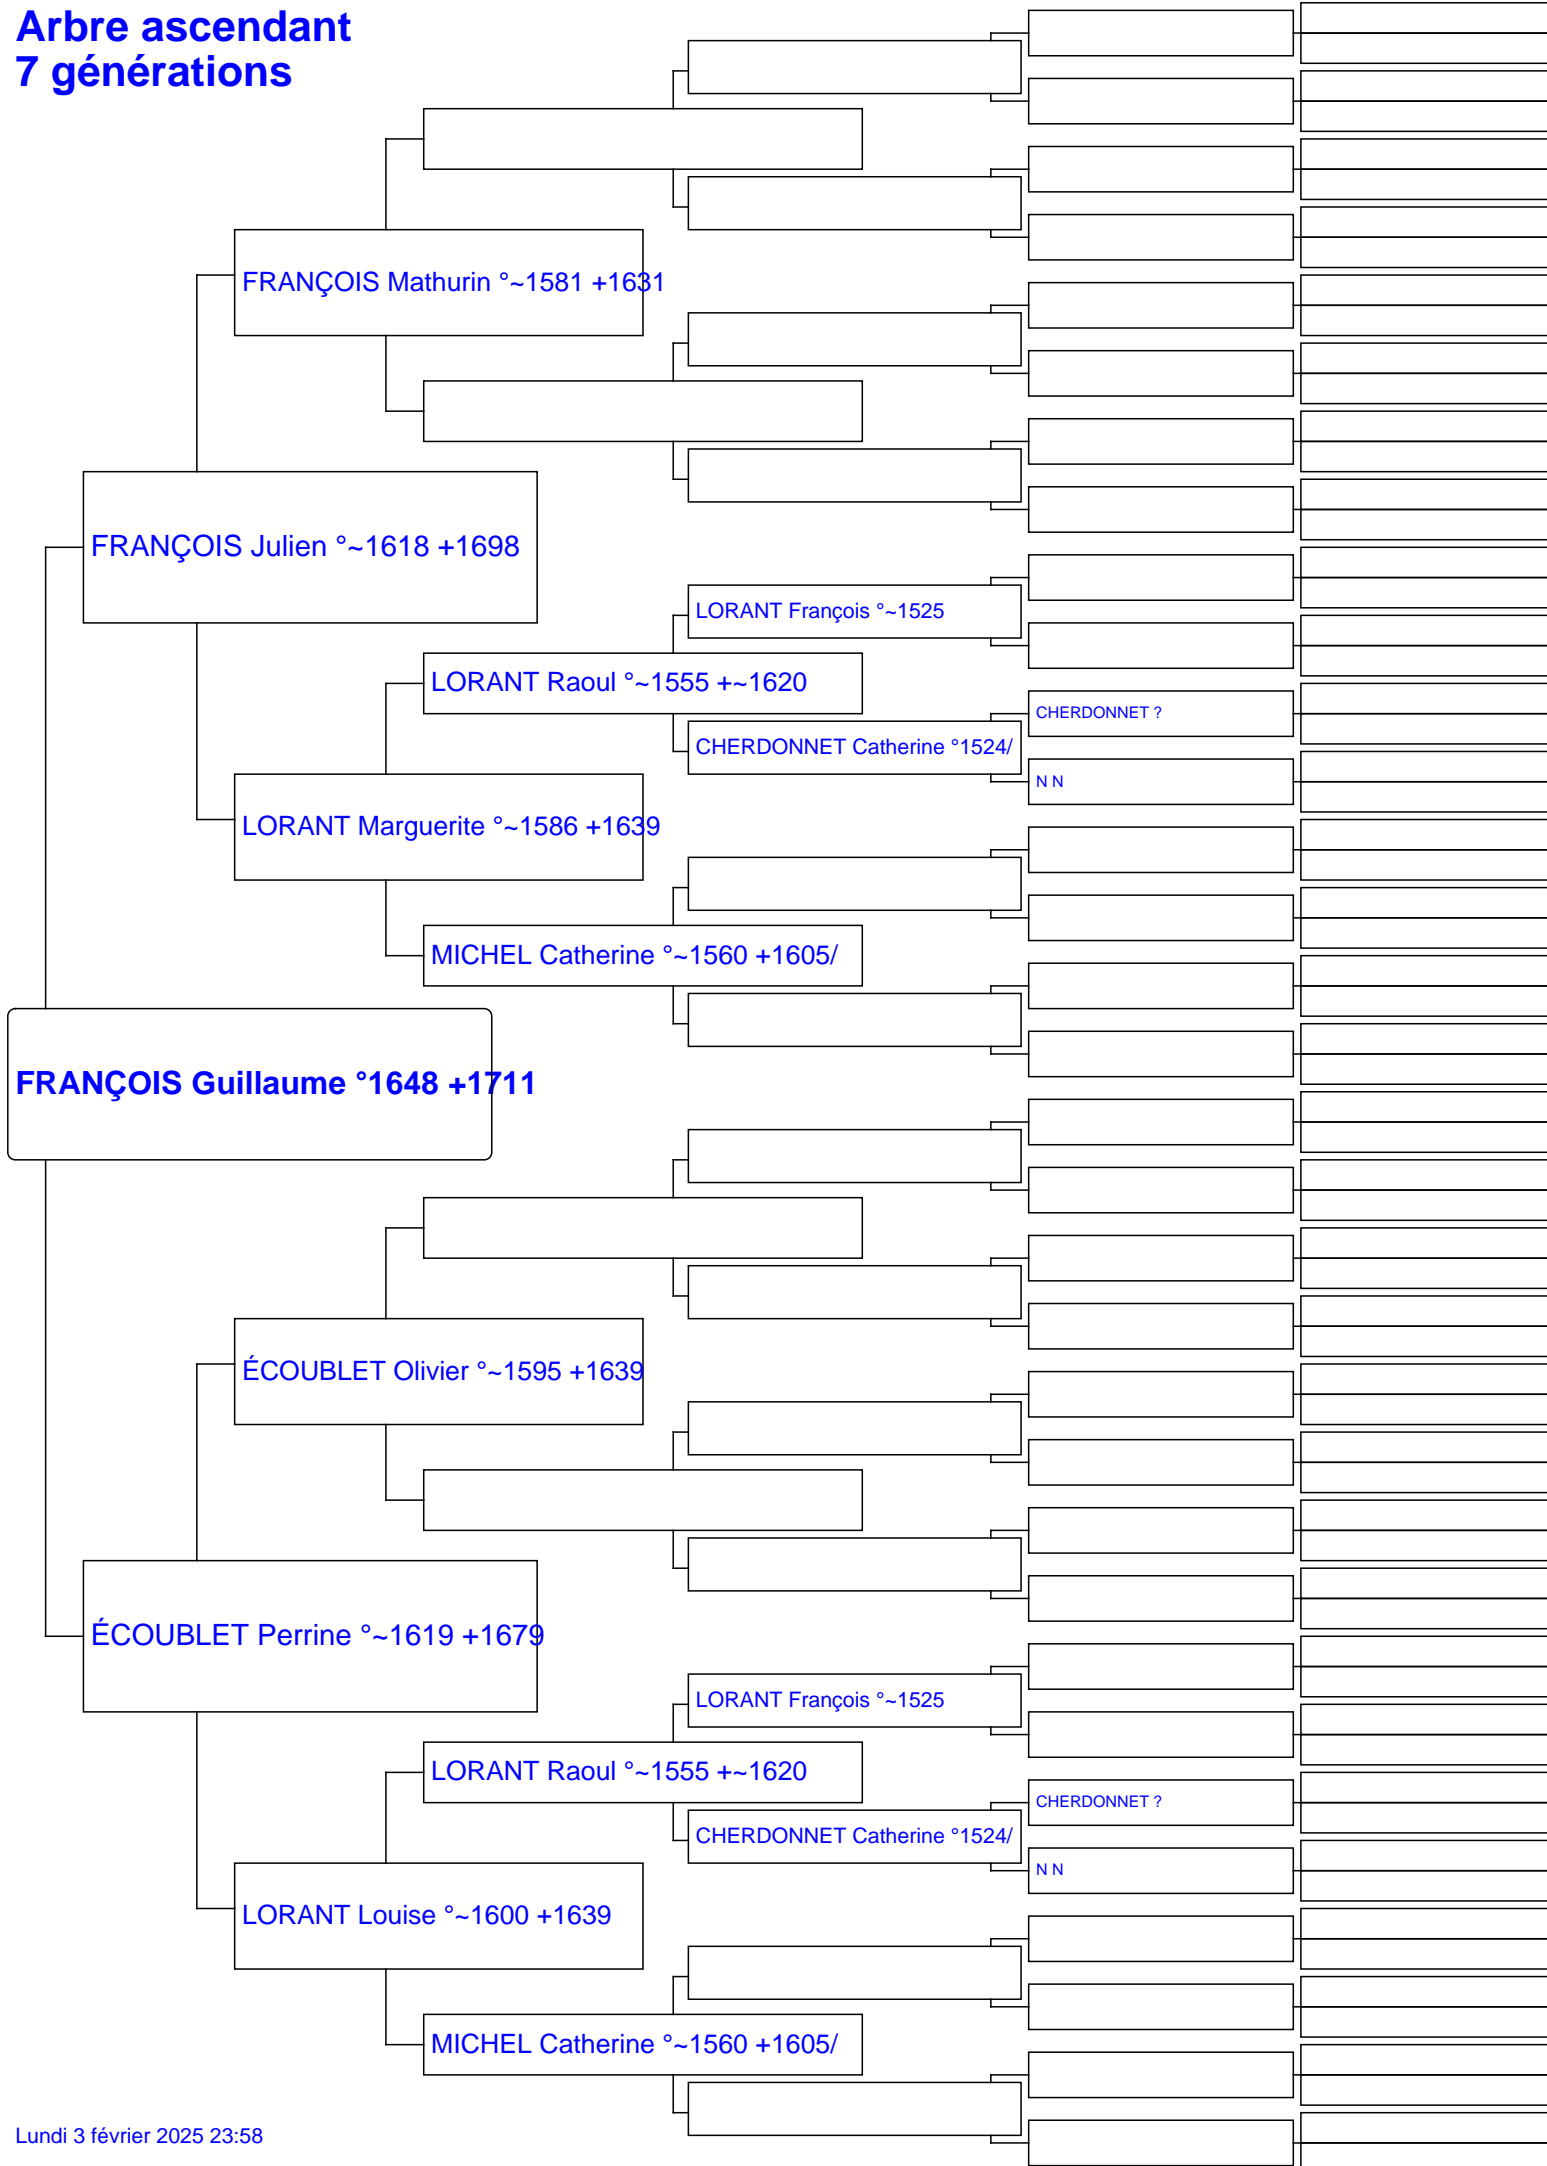 Arbre ascendant
7 générations
FRANÇOIS Mathurin °~1581 +1631
FRANÇOIS Julien °~1618 +1698
LORANT François °~1525
LORANT Raoul °~1555 +~1620
CHERDONNET ?
CHERDONNET Catherine °1524/
N N
LORANT Marguerite °~1586 +1639
MICHEL Catherine °~1560 +1605/
FRANÇOIS Guillaume °1648 +1711
ÉCOUBLET Olivier °~1595 +1639
ÉCOUBLET Perrine °~1619 +1679
LORANT François °~1525
LORANT Raoul °~1555 +~1620
CHERDONNET ?
CHERDONNET Catherine °1524/
N N
LORANT Louise °~1600 +1639
MICHEL Catherine °~1560 +1605/
Lundi 3 février 2025 23:58